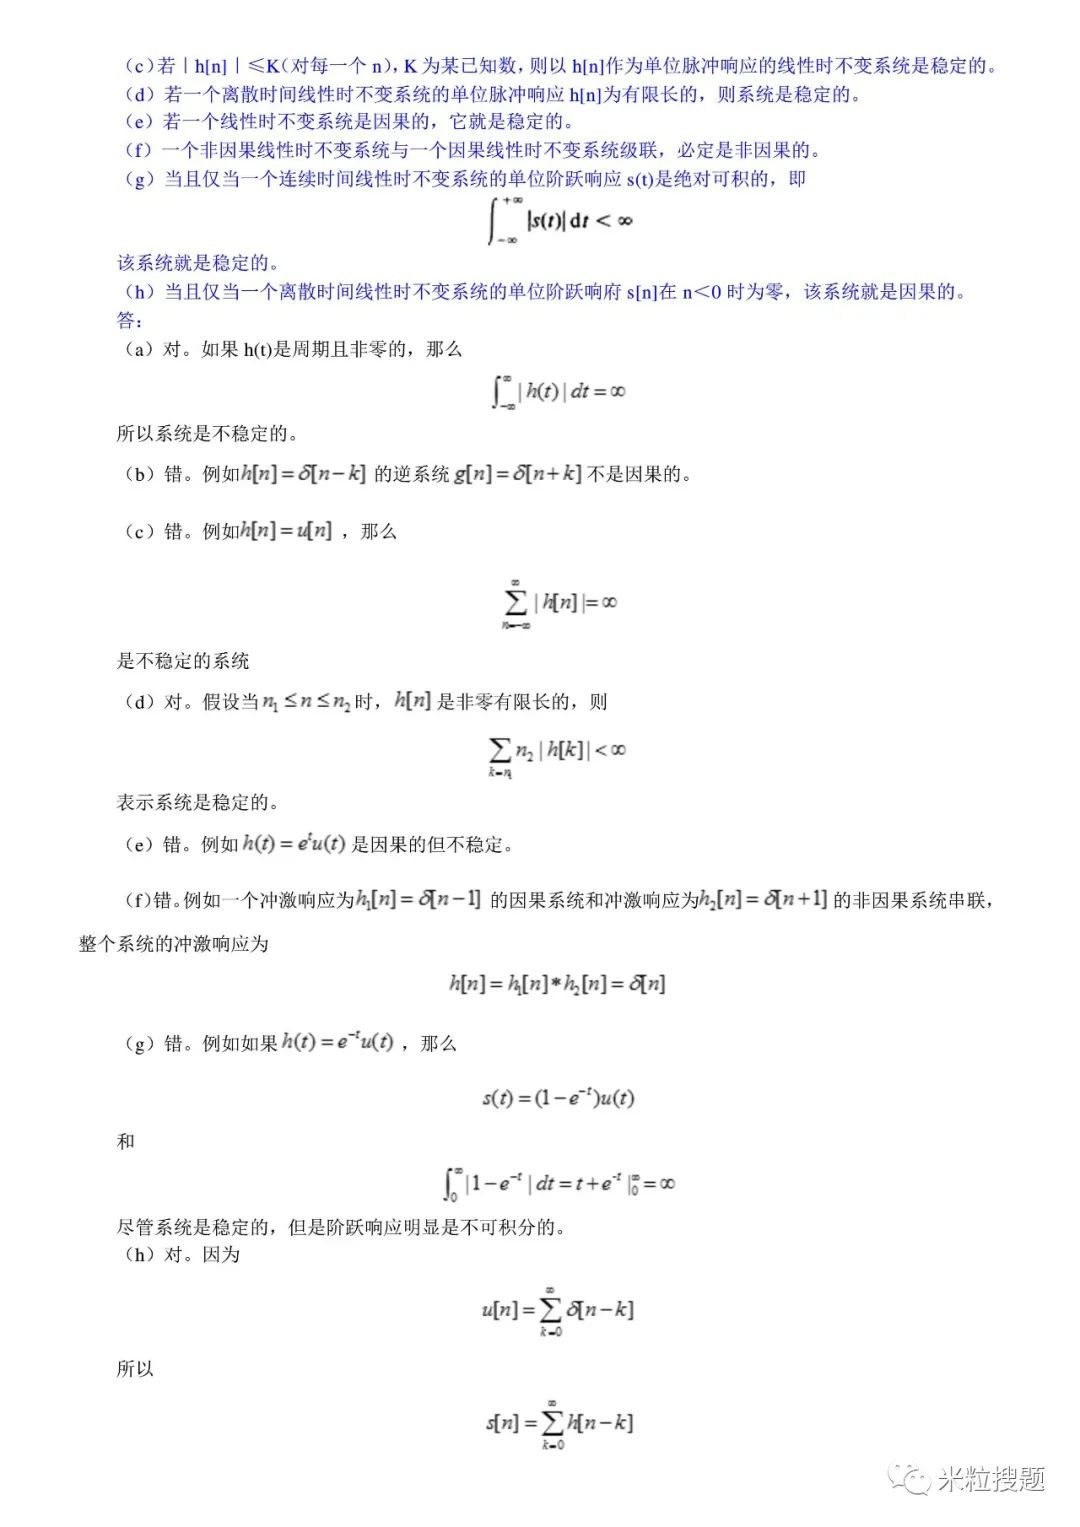 （c）若｜h[n]｜≤K（对每一个 n），K 为某已知数，则以 h[n]作为单位脉冲响应的线性时不变系统是稳定的。
（d）若一个离散时间线性时不变系统的单位脉冲响应 h[n]为有限长的，则系统是稳定的。
（e）若一个线性时不变系统是因果的，它就是稳定的。
（f）一个非因果线性时不变系统与一个因果线性时不变系统级联，必定是非因果的。
（g）当且仅当一个连续时间线性时不变系统的单位阶跃响应 s(t)是绝对可积的，即
∫_{-∞}^{+∞} |s(t)| dt < ∞
该系统就是稳定的。
（h）当且仅当一个离散时间线性时不变系统的单位阶跃响府 s[n]在 n＜0 时为零，该系统就是因果的。
答：
（a）对。如果 h(t)是周期且非零的，那么
∫_{-∞}^{∞} | h(t) | dt = ∞
所以系统是不稳定的。
（b）错。例如h[n] = δ[n − k] 的逆系统 g[n] = δ[n + k] 不是因果的。
（c）错。例如h[n] = u[n] ，那么
∑_{n=-∞}^{∞} | h[n] |= ∞
是不稳定的系统
（d）对。假设当 n₁ ≤ n ≤ n₂ 时，h[n] 是非零有限长的，则
∑_{k=n₁} n₂ | h[k] | < ∞
表示系统是稳定的。
（e）错。例如 h(t) = e^t u(t) 是因果的但不稳定。
（f)错。例如一个冲激响应为h₁[n] = δ[n−1] 的因果系统和冲激响应为h₂[n] = δ[n+1] 的非因果系统串联，
整个系统的冲激响应为
h[n] = h₁[n] * h₂[n] = δ[n]
（g）错。例如如果 h(t) = e^{−t}u(t) ，那么
s(t) = (1 − e^{−t})u(t)
和
∫_0^∞ | 1 − e^{−t} | dt = t + e^{-t} |_0^∞ = ∞
尽管系统是稳定的，但是阶跃响应明显是不可积分的。
（h）对。因为
u[n] = ∑_{k=0}^{∞} δ[n − k]
所以
s[n] = ∑_{k=0}^{∞} h[n − k]
米粒搜题